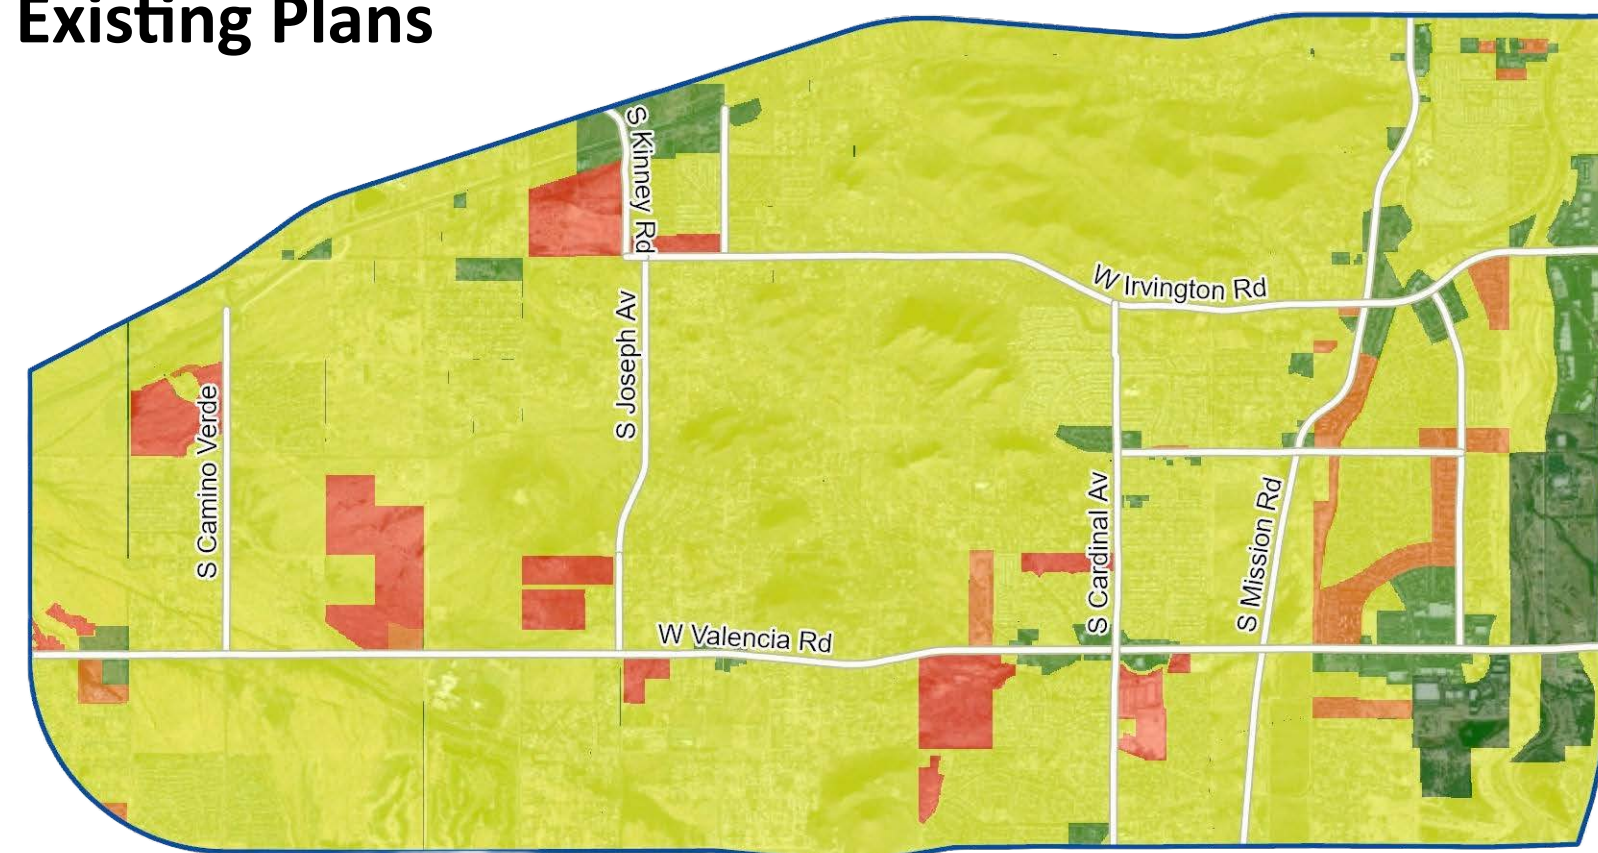 Existing Plans
S Kinney Rd
W Irvington Rd
S Joseph Av
S Camino Verde
S Cardinal Av
S Mission Rd
W Valencia Rd